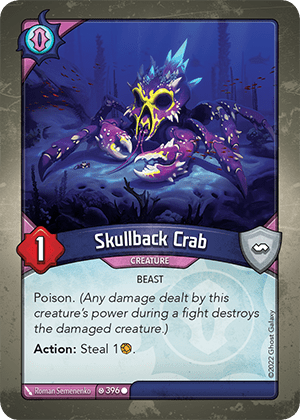 Skullback Crab
CREATURE
1
BEAST
Poison. (Any damage dealt by this
creature’s power during a fight destroys
the damaged creature.)
Action: Steal 1.
Roman Semenenko
396
©2022 Ghost Galaxy